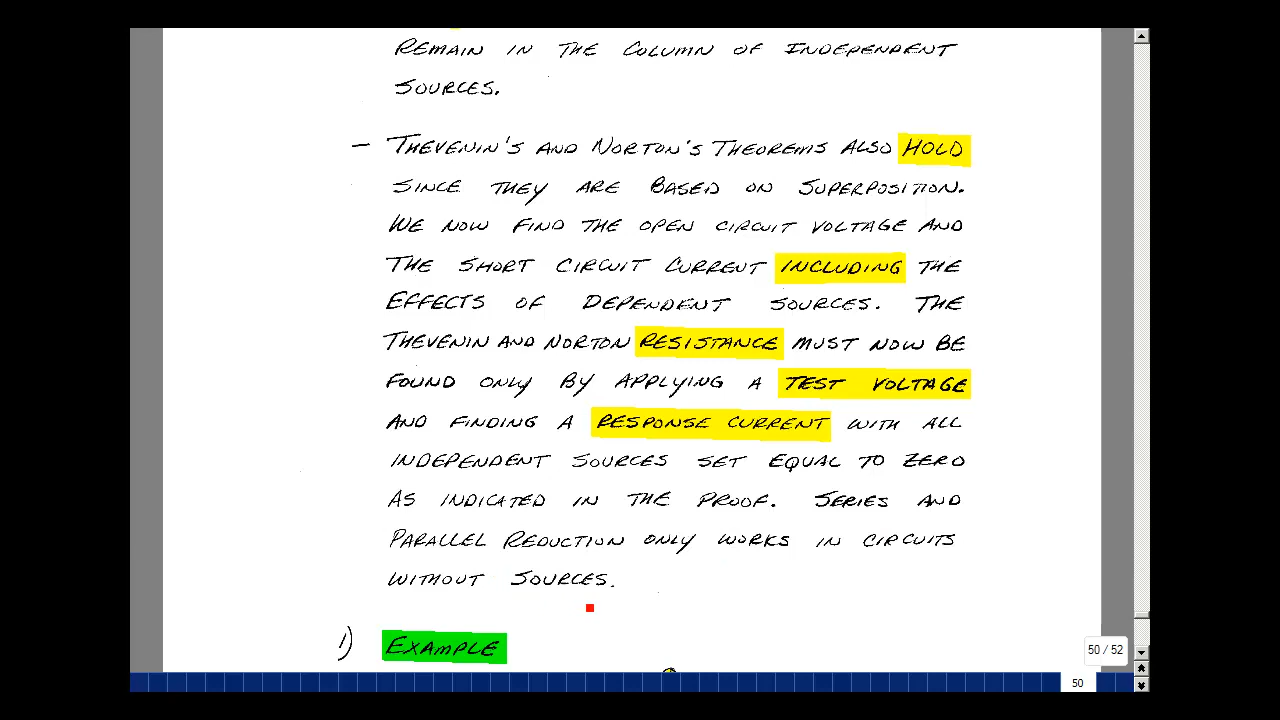 REMAIN IN THE COLUMN OF INDEPENDENT
SOURCES.
— THEVENIN'S AND NORTON'S THEOREMS ALSO HOLD
SINCE THEY ARE BASED ON SUPERPOSITION.
WE NOW FIND THE OPEN CIRCUIT VOLTAGE AND
THE SHORT CIRCUIT CURRENT INCLUDING THE
EFFECTS OF DEPENDENT SOURCES. THE
THEVENIN AND NORTON RESISTANCE MUST NOW BE
FOUND ONLY BY APPLYING A TEST VOLTAGE
AND FINDING A RESPONSE CURRENT WITH ALL
INDEPENDENT SOURCES SET EQUAL TO ZERO
AS INDICATED IN THE PROOF. SERIES AND
PARALLEL REDUCTION ONLY WORKS IN CIRCUITS
WITHOUT SOURCES.
1) EXAMPLE
50 / 52
50